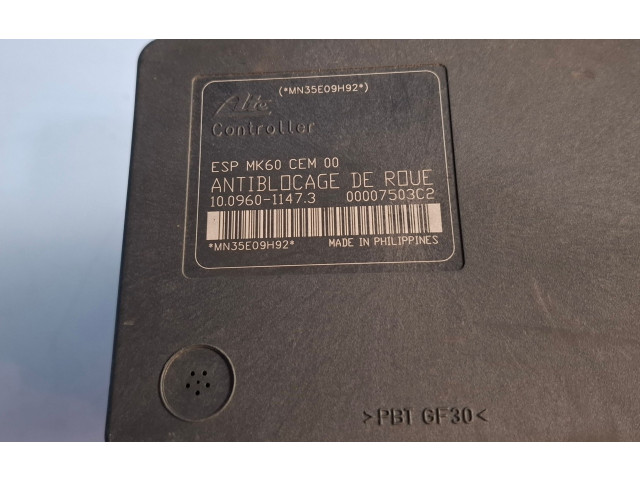 (*MN35E09H92*)
Ate
Controller
ESP MK60 CEM 00
ANTIBLOCAGE DE ROUE
10.0960-1147.3 00007503C2
*MN35E09H92* MADE IN PHILIPPINES
>PBT GF30<